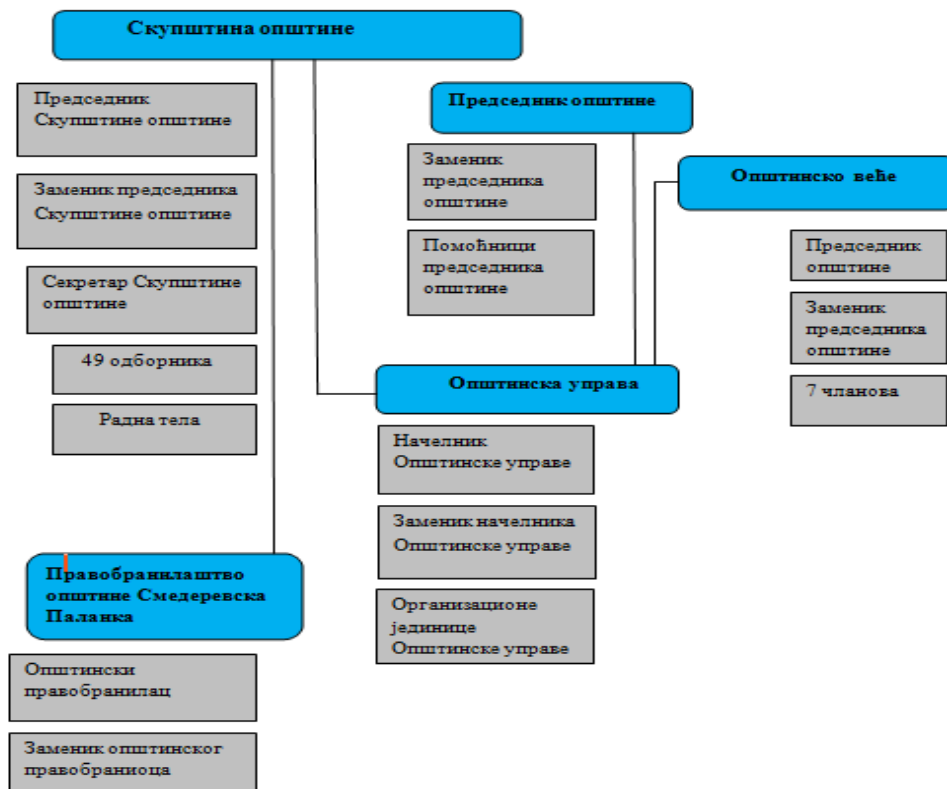 Скупштина општине
Председник
Скупштине општине
Заменик председника
Скупштине општине
Секретар Скупштине
општине
49 одборника
Радна тела
Председник општине
Заменик
председника
општине
Помоћници
председника
општине
Општинско веће
Председник
општине
Заменик
председника
општине
7 чланова
Општинска управа
Начелник
Општинске управе
Заменик начелника
Општинске управе
Организационе
јединице
Општинске управе
Правобранилаштво
општине Смедеревска
Паланка
Општински
правобранилац
Заменик општинског
правобраниоца